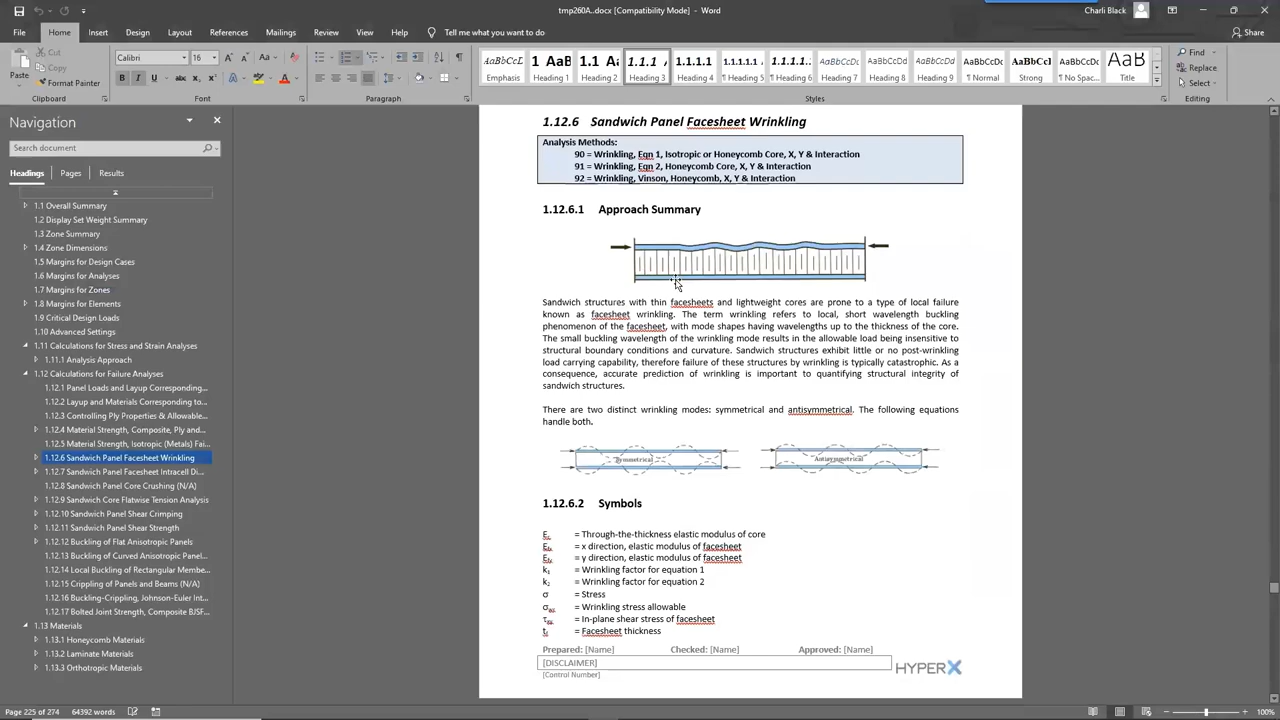 tmp260A..docx [Compatibility Mode] - Word
Charli Black
File Home Insert Design Layout References Mailings Review View Help Tell me what you want to do
Share
Paste
Cut
Copy
Format Painter
Clipboard
Calibri 16
Font
Paragraph
Emphasis
Heading 1
Heading 2
Heading 3
Heading 4
¶ Heading 5
¶ Heading 6
Heading 7
Heading 8
Heading 9
¶ Normal
Strong
¶ No Spac...
Title
Styles
Find
Replace
Select
Editing
Navigation
Search document
Headings Pages Results
1.1 Overall Summary
1.2 Display Set Weight Summary
1.3 Zone Summary
1.4 Zone Dimensions
1.5 Margins for Design Cases
1.6 Margins for Analyses
1.7 Margins for Zones
1.8 Margins for Elements
1.9 Critical Design Loads
1.10 Advanced Settings
1.11 Calculations for Stress and Strain Analyses
1.11.1 Analysis Approach
1.12 Calculations for Failure Analyses
1.12.1 Panel Loads and Layup Corresponding...
1.12.2 Layup and Materials Corresponding to...
1.12.3 Controlling Ply Properties & Allowable...
1.12.4 Material Strength, Composite, Ply and...
1.12.5 Material Strength, Isotropic (Metals) Fai...
1.12.6 Sandwich Panel Facesheet Wrinkling
1.12.7 Sandwich Panel Facesheet Intracell Di...
1.12.8 Sandwich Panel Core Crushing (N/A)
1.12.9 Sandwich Core Flatwise Tension Analysis
1.12.10 Sandwich Panel Shear Crimping
1.12.11 Sandwich Panel Shear Strength
1.12.12 Buckling of Flat Anisotropic Panels
1.12.13 Buckling of Curved Anisotropic Panel...
1.12.14 Local Buckling of Rectangular Membe...
1.12.15 Crippling of Panels and Beams (N/A)
1.12.16 Buckling-Crippling, Johnson-Euler Int...
1.12.17 Bolted Joint Strength, Composite BJSF...
1.13 Materials
1.13.1 Honeycomb Materials
1.13.2 Laminate Materials
1.13.3 Orthotropic Materials
1.12.6 Sandwich Panel Facesheet Wrinkling
Analysis Methods:
90 = Wrinkling, Eqn 1, Isotropic or Honeycomb Core, X, Y & Interaction
91 = Wrinkling, Eqn 2, Honeycomb Core, X, Y & Interaction
92 = Wrinkling, Vinson, Honeycomb, X, Y & Interaction
1.12.6.1 Approach Summary
Sandwich structures with thin facesheets and lightweight cores are prone to a type of local failure
known as facesheet wrinkling. The term wrinkling refers to local, short wavelength buckling
phenomenon of the facesheet, with mode shapes having wavelengths up to the thickness of the core.
The small buckling wavelength of the wrinkling mode results in the allowable load being insensitive to
structural boundary conditions and curvature. Sandwich structures exhibit little or no post-wrinkling
load carrying capability, therefore failure of these structures by wrinkling is typically catastrophic. As a
consequence, accurate prediction of wrinkling is important to quantifying structural integrity of
sandwich structures.
There are two distinct wrinkling modes: symmetrical and antisymmetrical. The following equations
handle both.
Symmetrical
Antisymmetrical
1.12.6.2 Symbols
= Through-the-thickness elastic modulus of core
= x direction, elastic modulus of facesheet
= y direction, elastic modulus of facesheet
k₁ = Wrinkling factor for equation 1
k₂ = Wrinkling factor for equation 2
σ = Stress
= Wrinkling stress allowable
= In-plane shear stress of facesheet
= Facesheet thickness
Prepared: [Name] Checked: [Name] Approved: [Name]
[DISCLAIMER]
[Control Number]
HYPERX
Page 225 of 274 64392 words
100%